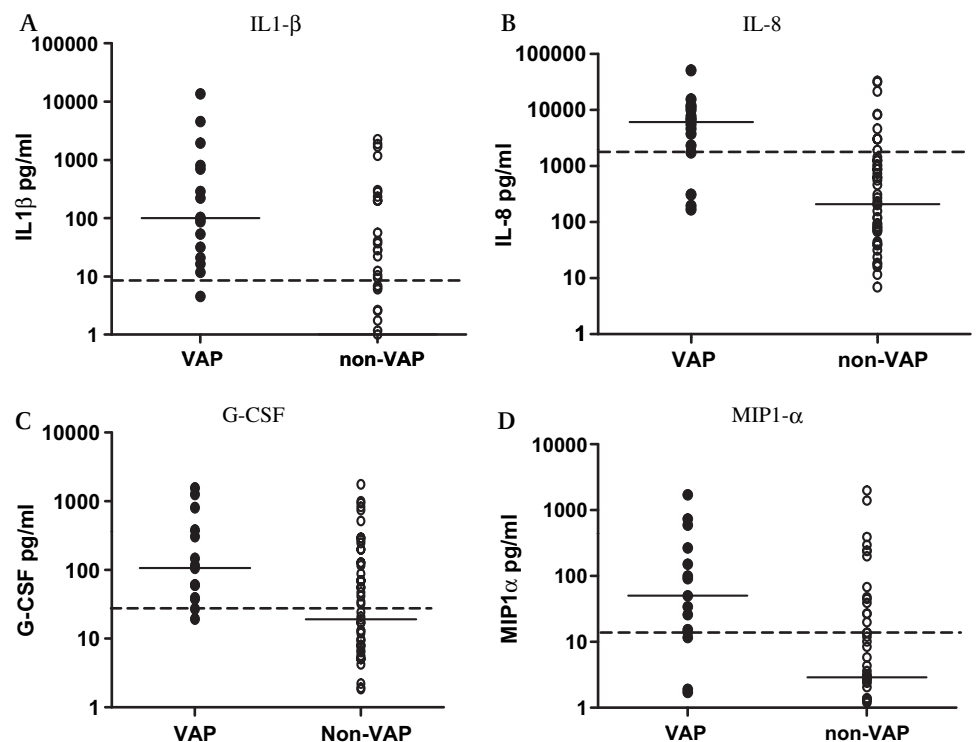 A
IL1-β
100000
10000
1000
100
10
1
IL1β pg/ml
VAP non-VAP
B
IL-8
100000
10000
1000
100
10
1
IL-8 pg/ml
VAP non-VAP
C
G-CSF
10000
1000
100
10
1
G-CSF pg/ml
VAP Non-VAP
D
MIP1-α
10000
1000
100
10
1
MIP1α pg/ml
VAP non-VAP